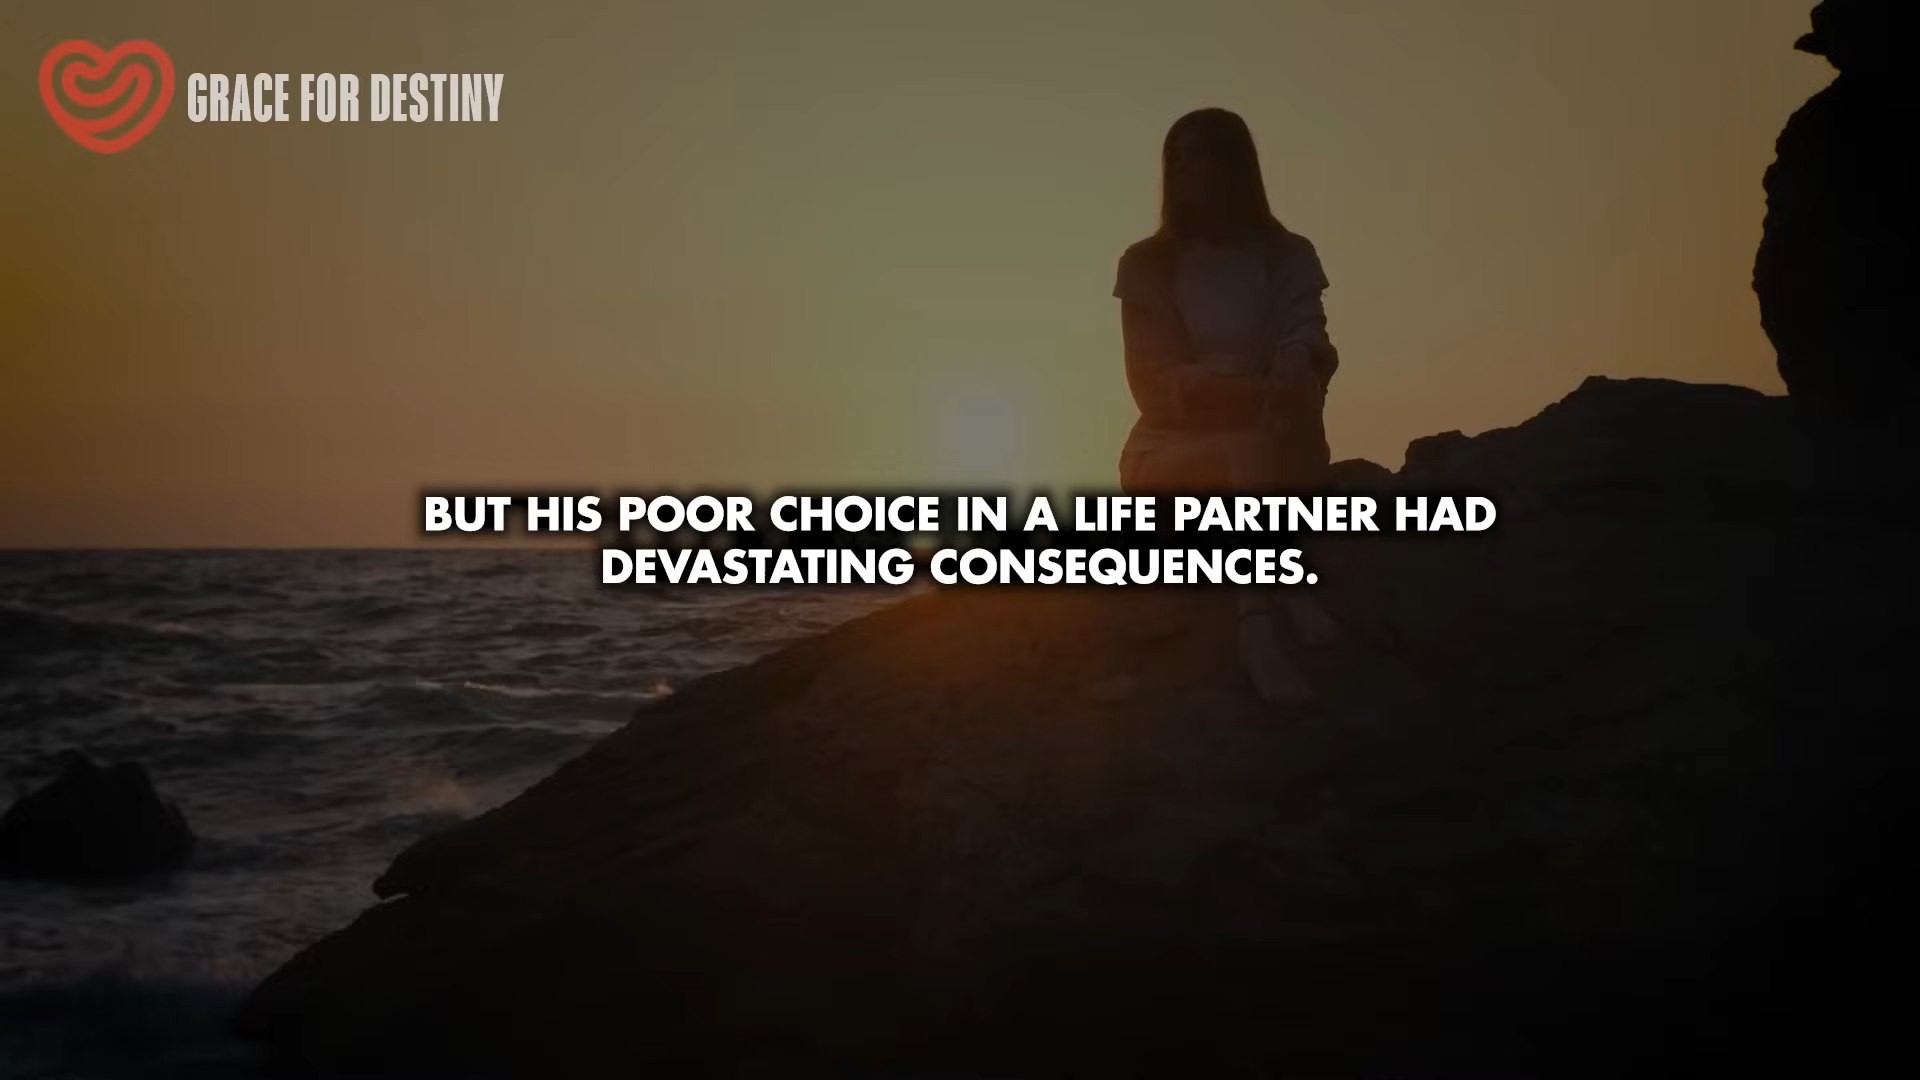 GRACE FOR DESTINY
BUT HIS POOR CHOICE IN A LIFE PARTNER HAD
DEVASTATING CONSEQUENCES.